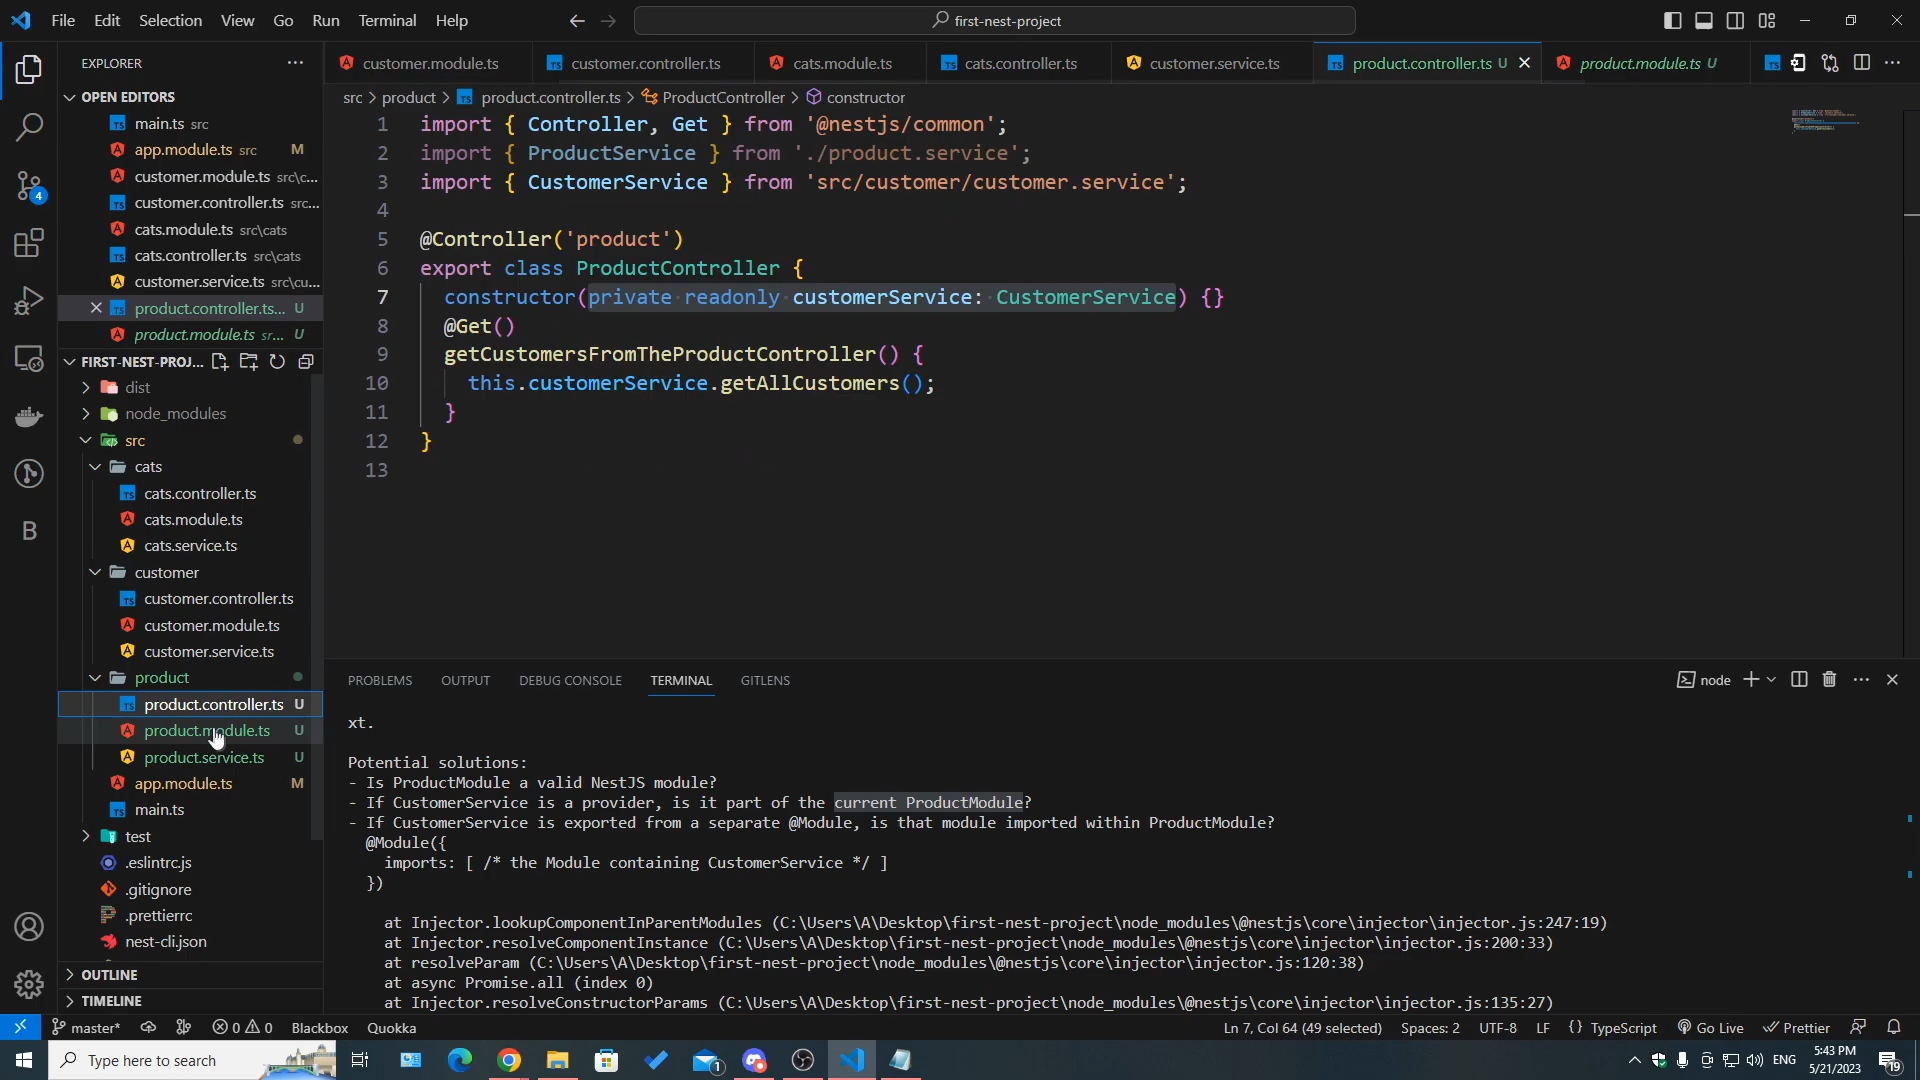 File Edit Selection View Go Run Terminal Help
first-nest-project
EXPLORER
customer.module.ts
customer.controller.ts
cats.module.ts
cats.controller.ts
customer.service.ts
product.controller.ts U
product.module.ts U
OPEN EDITORS
main.ts src
app.module.ts src M
customer.module.ts src\c...
customer.controller.ts src...
cats.module.ts src\cats
cats.controller.ts src\cats
customer.service.ts src\cu...
product.controller.ts... U
product.module.ts sr... U
FIRST-NEST-PROJ...
dist
node_modules
src
cats
cats.controller.ts
cats.module.ts
cats.service.ts
customer
customer.controller.ts
customer.module.ts
customer.service.ts
product
product.controller.ts U
product.module.ts U
product.service.ts U
app.module.ts M
main.ts
test
.eslintrc.js
.gitignore
.prettierrc
nest-cli.json
OUTLINE
TIMELINE
src > product > TS product.controller.ts > ProductController > constructor
1 import { Controller, Get } from '@nestjs/common';
2 import { ProductService } from './product.service';
3 import { CustomerService } from 'src/customer/customer.service';
4
5 @Controller('product')
6 export class ProductController {
7 constructor(private readonly customerService: CustomerService) {}
8 @Get()
9 getCustomersFromTheProductController() {
10 this.customerService.getAllCustomers();
11 }
12 }
13
PROBLEMS OUTPUT DEBUG CONSOLE TERMINAL GITLENS
node
xt.
Potential solutions:
- Is ProductModule a valid NestJS module?
- If CustomerService is a provider, is it part of the current ProductModule?
- If CustomerService is exported from a separate @Module, is that module imported within ProductModule?
@Module({
imports: [ /* the Module containing CustomerService */ ]
})
at Injector.lookupComponentInParentModules (C:\Users\A\Desktop\first-nest-project\node_modules\@nestjs\core\injector\injector.js:247:19)
at Injector.resolveComponentInstance (C:\Users\A\Desktop\first-nest-project\node_modules\@nestjs\core\injector\injector.js:200:33)
at resolveParam (C:\Users\A\Desktop\first-nest-project\node_modules\@nestjs\core\injector\injector.js:120:38)
at async Promise.all (index 0)
at Injector.resolveConstructorParams (C:\Users\A\Desktop\first-nest-project\node_modules\@nestjs\core\injector\injector.js:135:27)
master* 0 0 Blackbox Quokka
Ln 7, Col 64 (49 selected) Spaces: 2 UTF-8 LF {} TypeScript Go Live Prettier
Type here to search
ENG
5:43 PM
5/21/2023
19